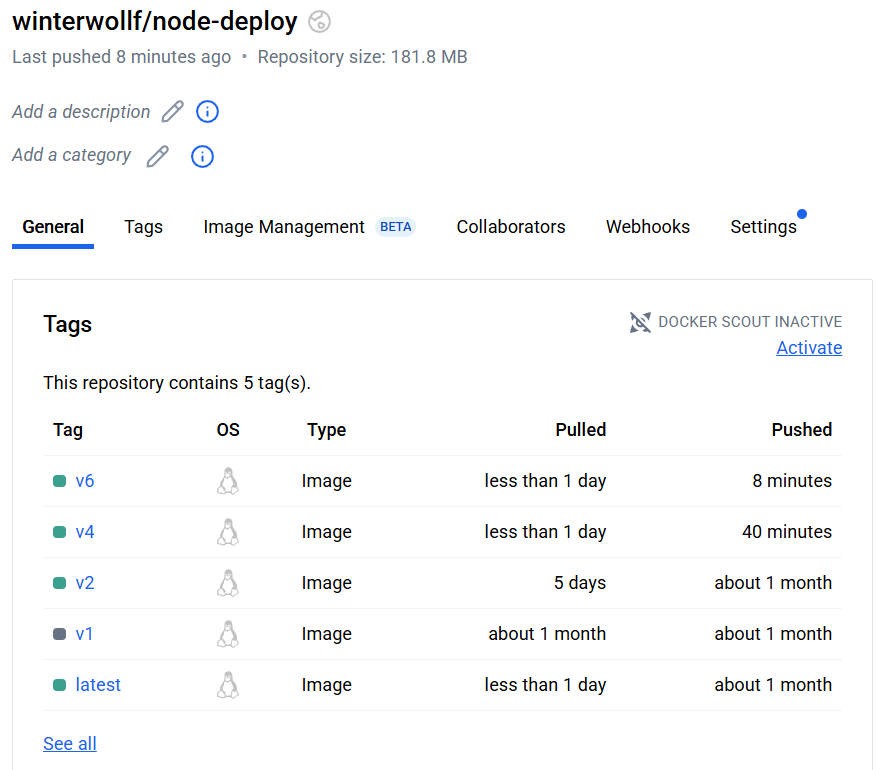 winterwollf/node-deploy
Last pushed 8 minutes ago • Repository size: 181.8 MB
Add a description
Add a category
General Tags Image Management BETA Collaborators Webhooks Settings
Tags DOCKER SCOUT INACTIVE
Activate
This repository contains 5 tag(s).
Tag OS Type Pulled Pushed
v6 Image less than 1 day 8 minutes
v4 Image less than 1 day 40 minutes
v2 Image 5 days about 1 month
v1 Image about 1 month about 1 month
latest Image less than 1 day about 1 month
See all